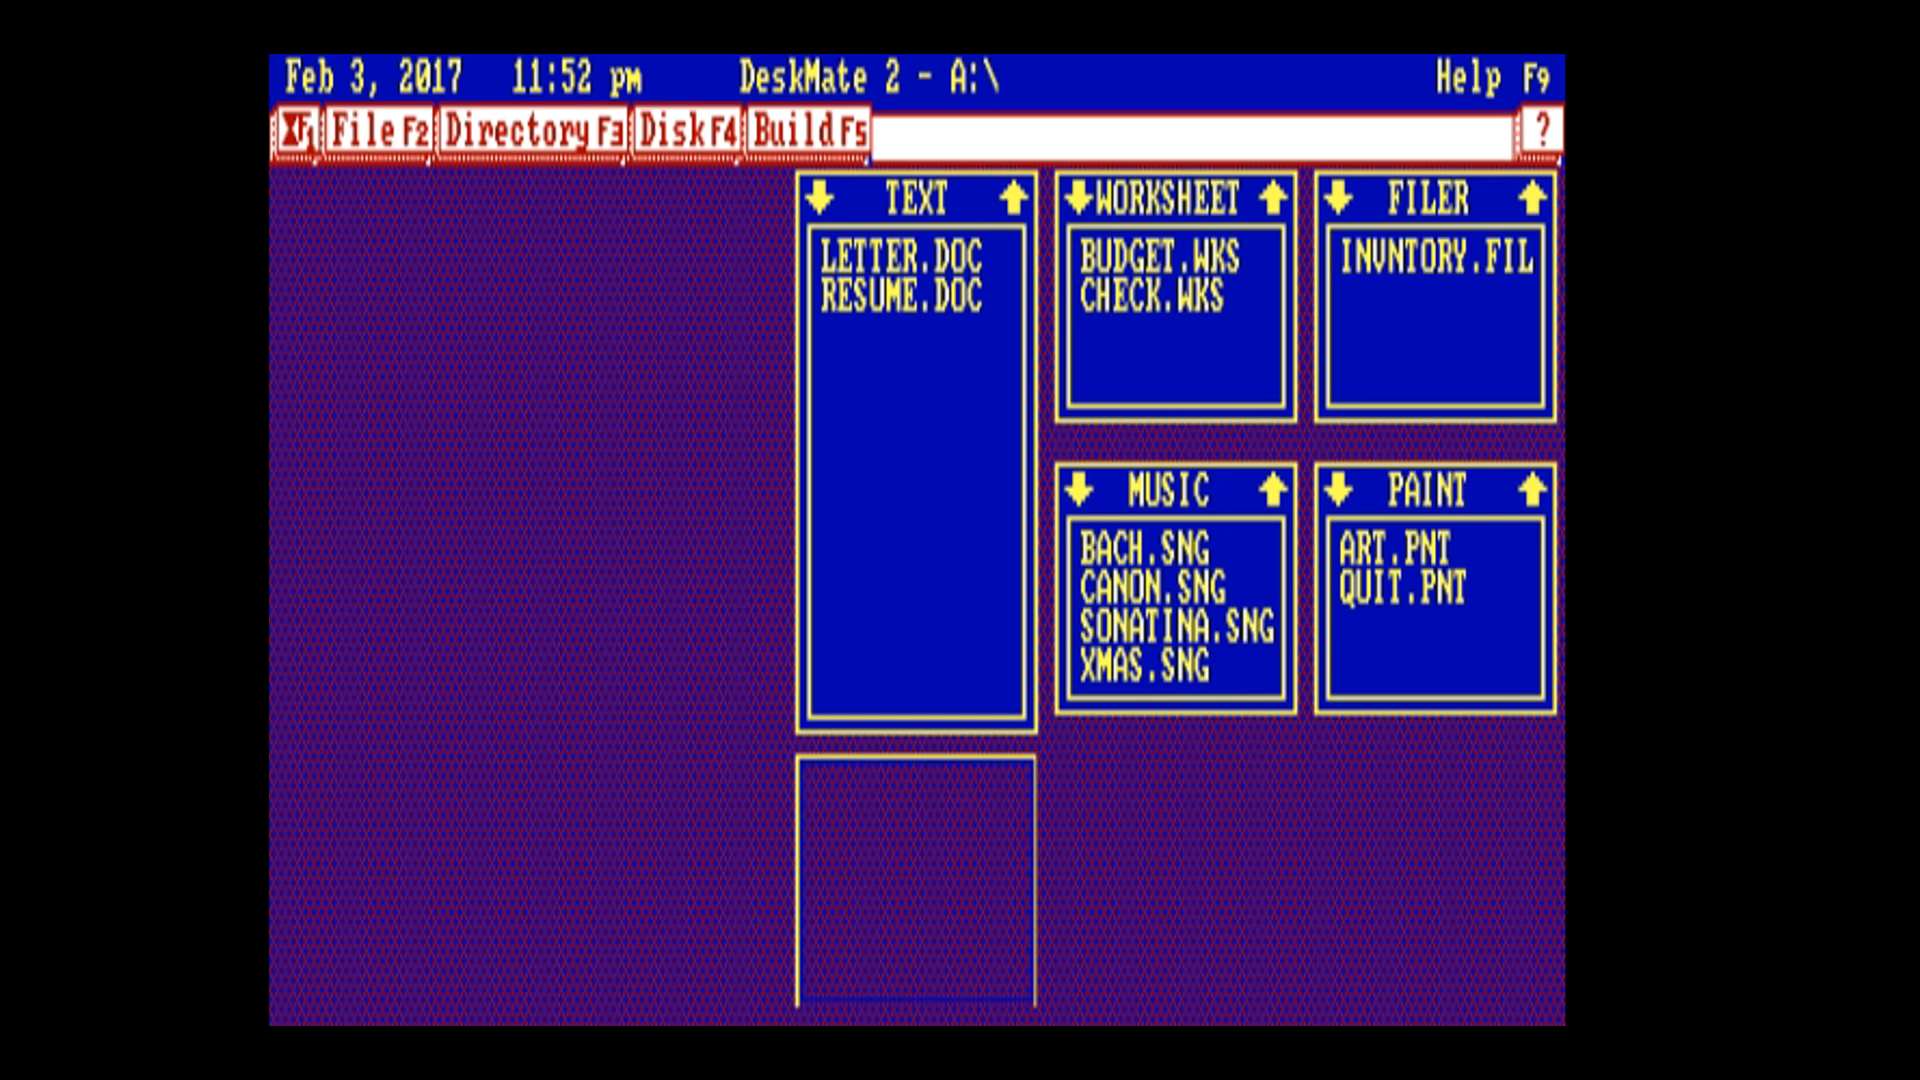 Feb 3, 2017 11:52 pm DeskMate 2 - A:\ Help F9
F1 File F2 Directory F3 Disk F4 Build F5 ?
TEXT
LETTER.DOC
RESUME.DOC
WORKSHEET
BUDGET.WKS
CHECK.WKS
FILER
INVNTORY.FIL
MUSIC
BACH.SNG
CANON.SNG
SONATINA.SNG
XMAS.SNG
PAINT
ART.PNT
QUIT.PNT